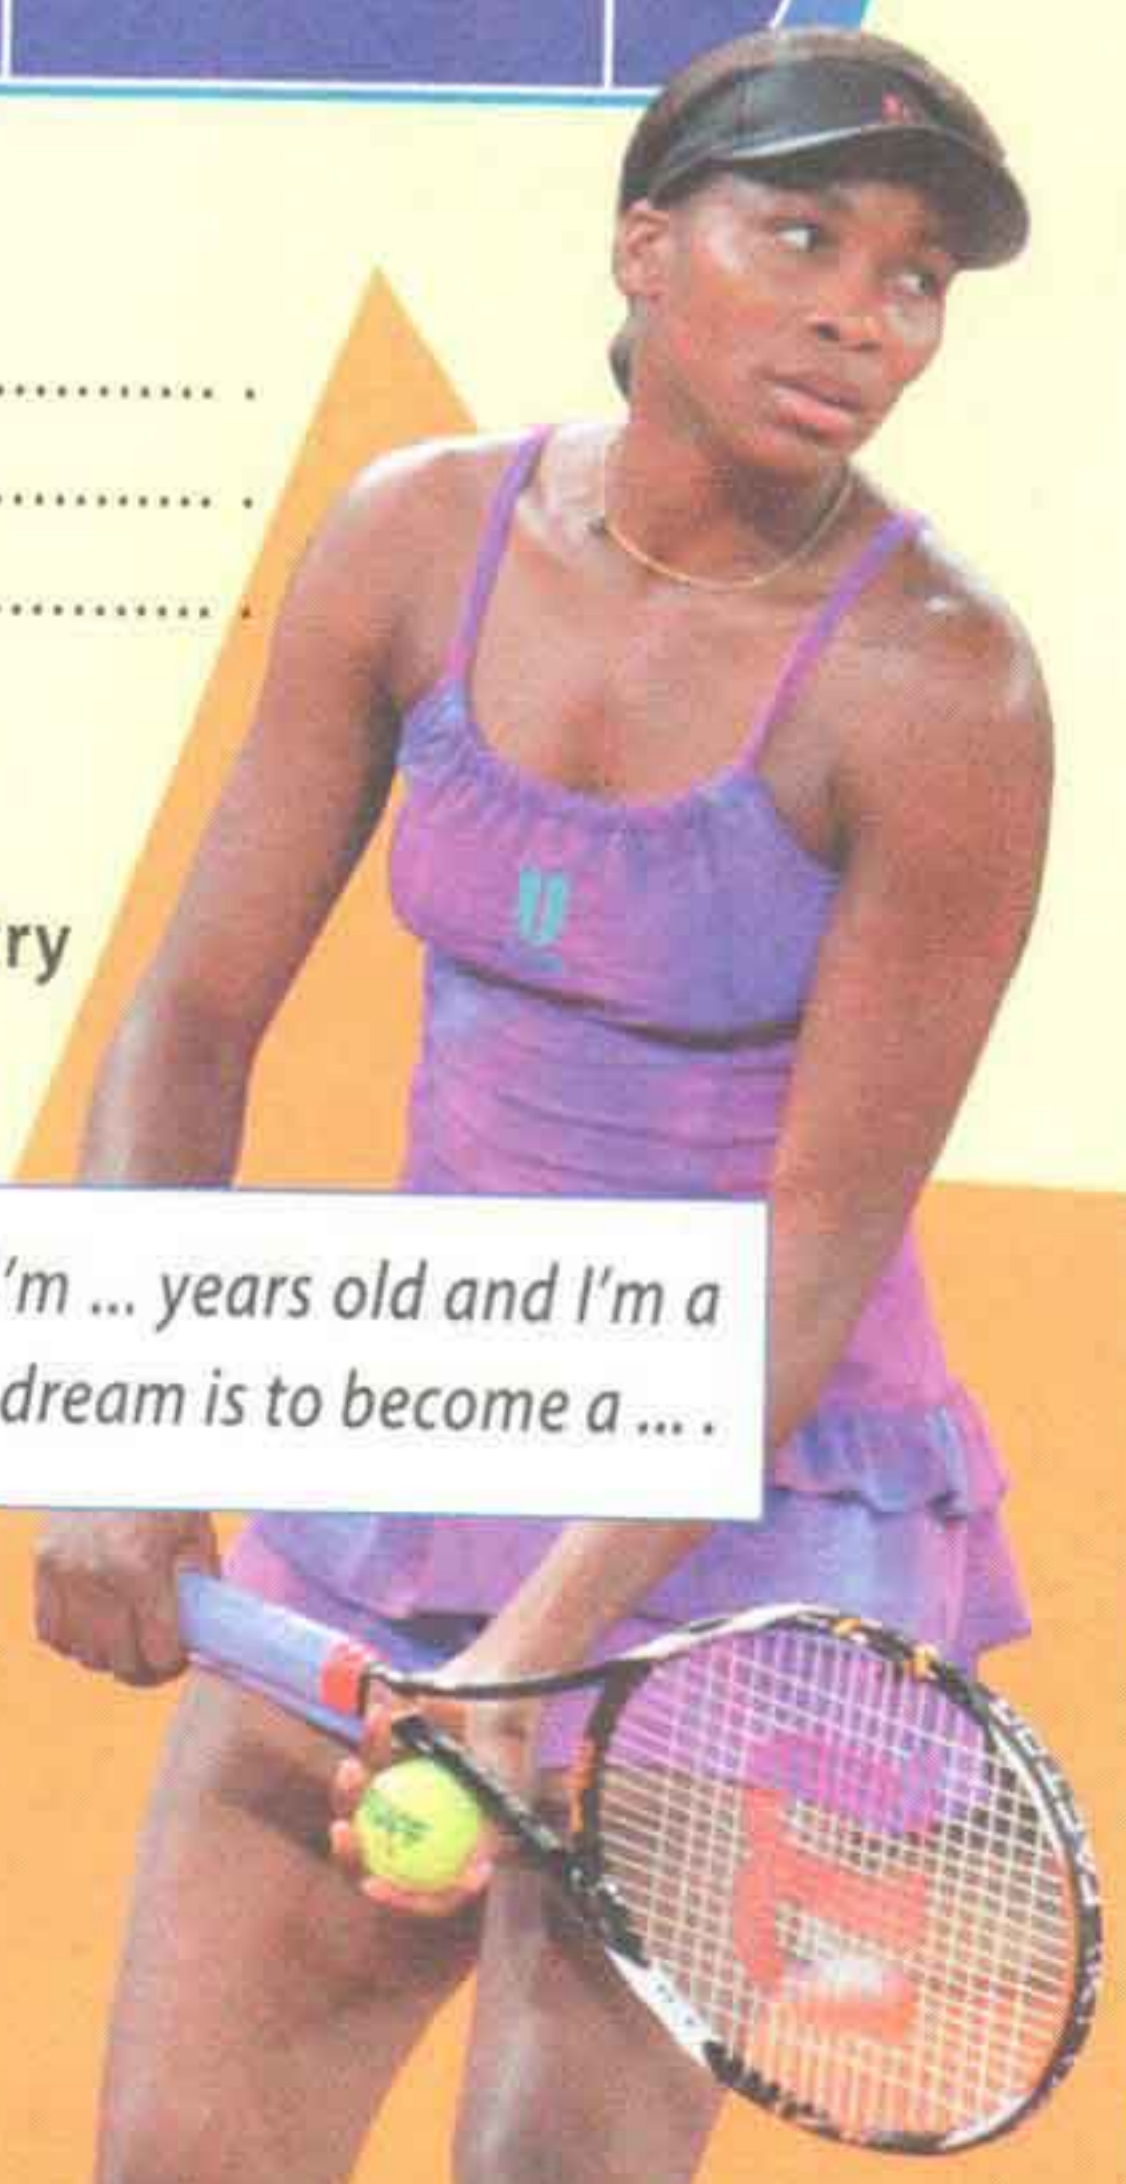 ............ .
............ .
............ .
ry
'm ... years old and I'm a
dream is to become a ... .